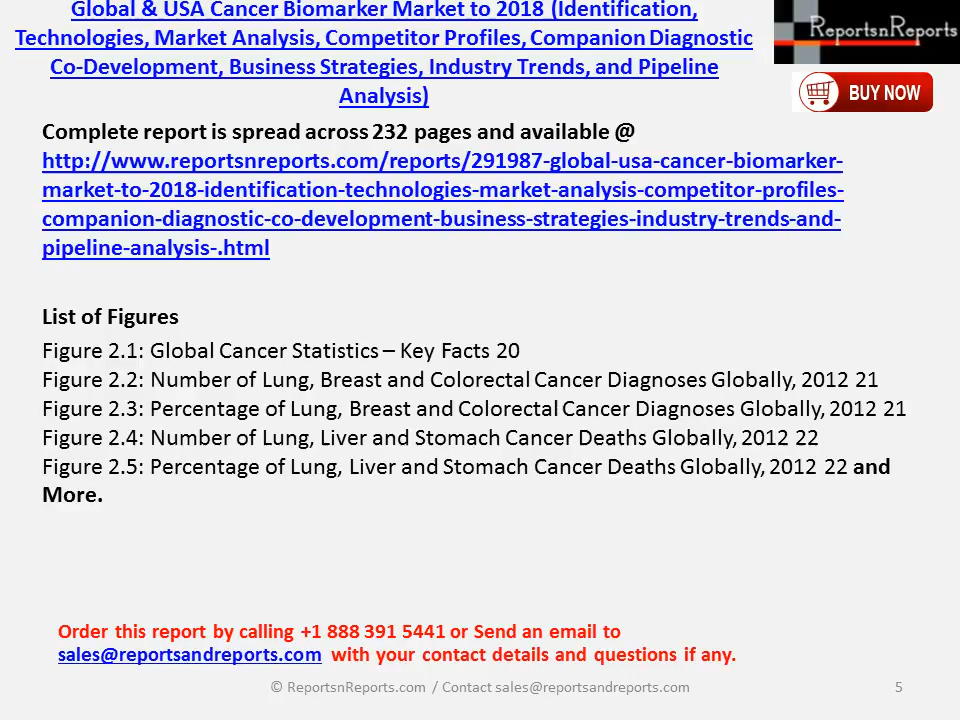 Global & USA Cancer Biomarker Market to 2018 (Identification,
Technologies, Market Analysis, Competitor Profiles, Companion Diagnostic
Co-Development, Business Strategies, Industry Trends, and Pipeline
Analysis)
ReportsnReports
BUY NOW
Complete report is spread across 232 pages and available @
http://www.reportsnreports.com/reports/291987-global-usa-cancer-biomarker-
market-to-2018-identification-technologies-market-analysis-competitor-profiles-
companion-diagnostic-co-development-business-strategies-industry-trends-and-
pipeline-analysis-.html
List of Figures
Figure 2.1: Global Cancer Statistics – Key Facts 20
Figure 2.2: Number of Lung, Breast and Colorectal Cancer Diagnoses Globally, 2012 21
Figure 2.3: Percentage of Lung, Breast and Colorectal Cancer Diagnoses Globally, 2012 21
Figure 2.4: Number of Lung, Liver and Stomach Cancer Deaths Globally, 2012 22
Figure 2.5: Percentage of Lung, Liver and Stomach Cancer Deaths Globally, 2012 22 and
More.
Order this report by calling +1 888 391 5441 or Send an email to
sales@reportsandreports.com with your contact details and questions if any.
© ReportsnReports.com / Contact sales@reportsandreports.com
5